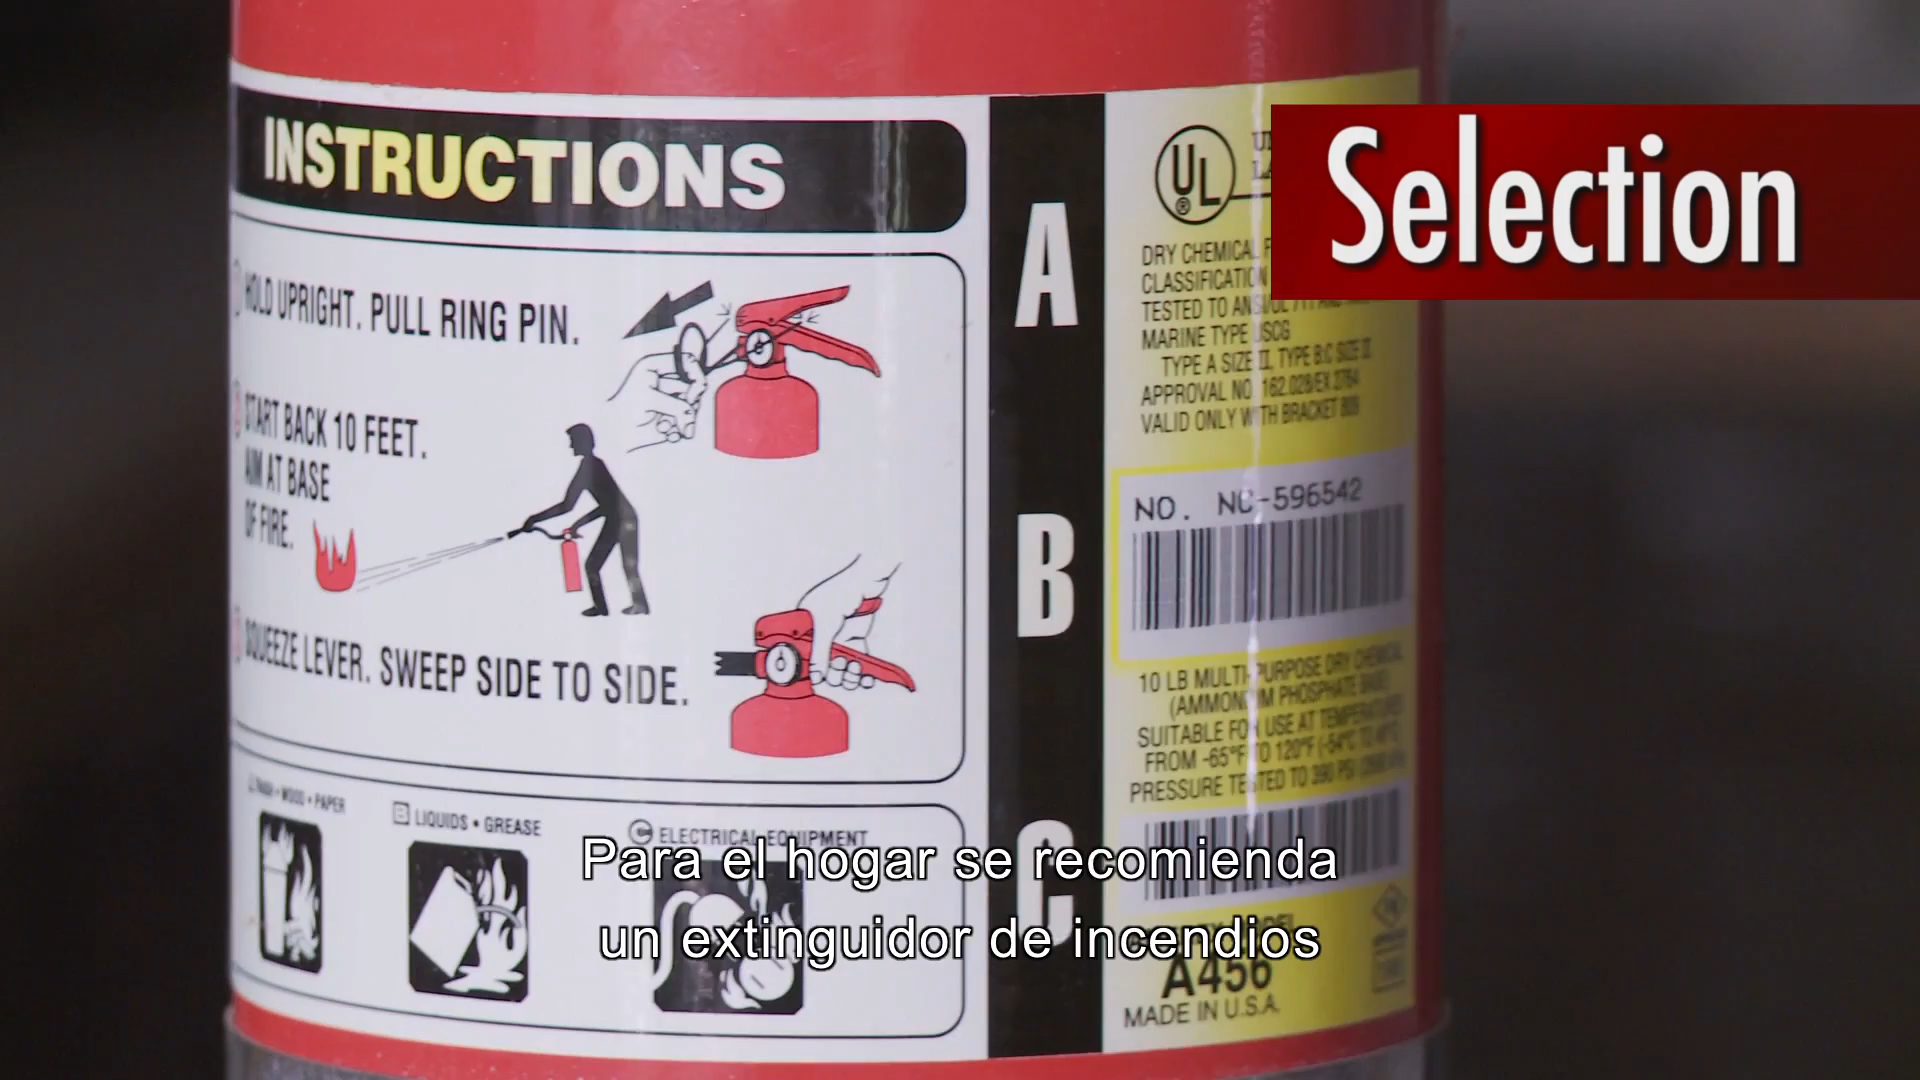 INSTRUCTIONS
HOLD UPRIGHT. PULL RING PIN.
START BACK 10 FEET.
AIM AT BASE
OF FIRE.
SQUEEZE LEVER. SWEEP SIDE TO SIDE.
TRASH • WOOD • PAPER
B LIQUIDS • GREASE
C ELECTRICAL EQUIPMENT
A
B
C
UL
DRY CHEMICAL
CLASSIFICATION
TESTED TO
MARINE TYPE USCG
TYPE A SIZE II, TYPE B:C SIZE II
APPROVAL NO. 162.028/EX 2764
VALID ONLY WITH BRACKET 809
NO. NC-596542
10 LB MULTI-PURPOSE DRY CHEMICAL
(AMMONIUM PHOSPHATE BASE)
SUITABLE FOR USE AT TEMPERATURES
FROM -65°F TO 120°F (-54°C TO 49°C)
PRESSURE TESTED TO 390 PSI
A456
MADE IN U.S.A.
Selection
Para el hogar se recomienda
un extinguidor de incendios